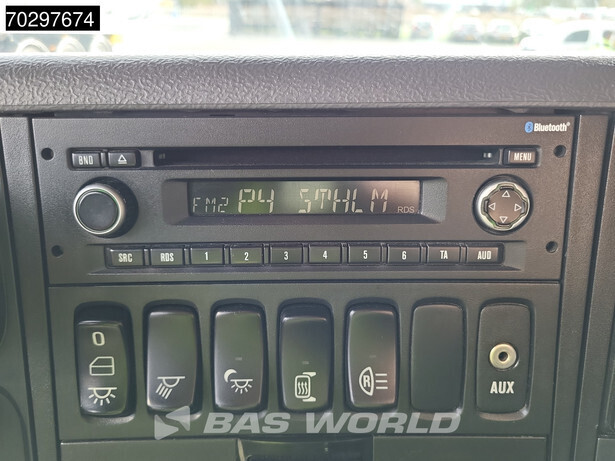 70297674
Bluetooth®
BND MENU
FM2 P4 STHLM RDS
SRC RDS 1 2 3 4 5 6 TA AUD
0
R
AUX
BAS WORLD